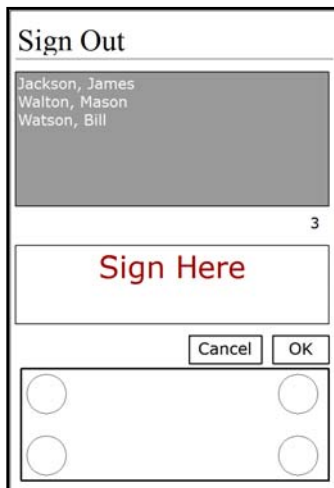 Sign Out
Jackson, James
Walton, Mason
Watson, Bill
3
Sign Here
Cancel
OK